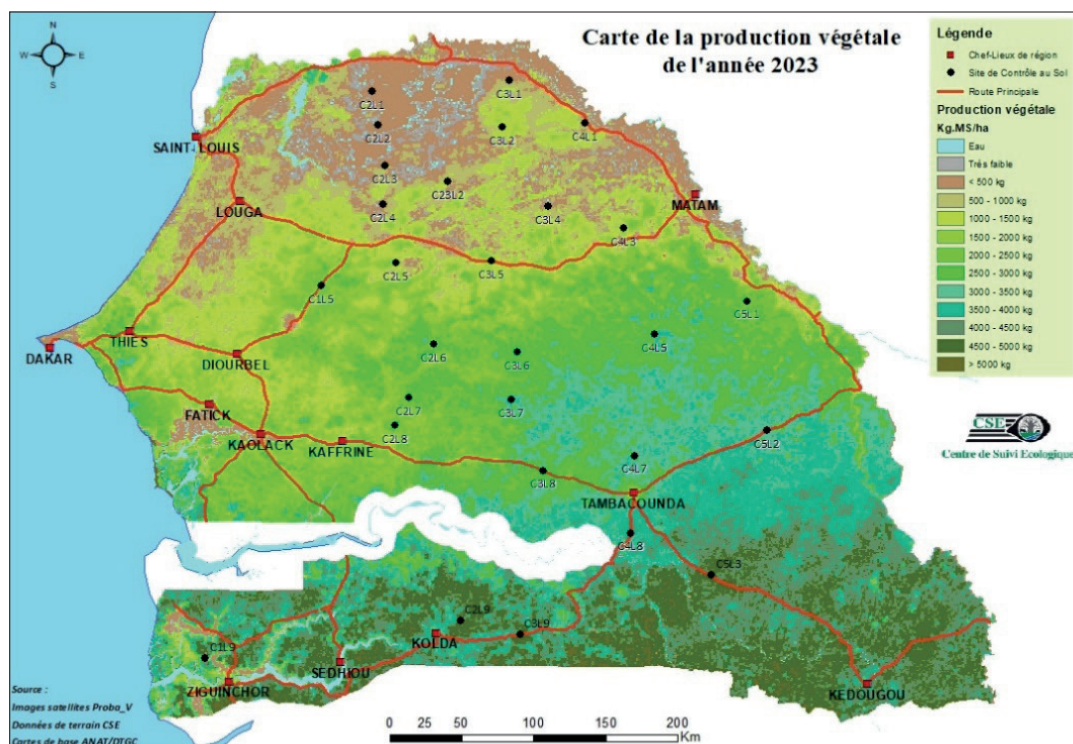 Carte de la production végétale
de l'année 2023
N
W E
S
Légende
Chef-Lieux de région
Site de Contrôle au Sol
Route Principale
Production végétale
Kg.MS/ha
Eau
Trés faible
< 500 kg
500 - 1000 kg
1000 - 1500 kg
1500 - 2000 kg
2000 - 2500 kg
2500 - 3000 kg
3000 - 3500 kg
3500 - 4000 kg
4000 - 4500 kg
4500 - 5000 kg
> 5000 kg
CSE
Centre de Suivi Ecologique
C3L1
C2L1
C2L2
C3L2
C4L1
SAINT-LOUIS
C2L3
C23L2
LOUGA
C2L4
C3L4
MATAM
C4L3
C2L5
C3L5
C1L5
C5L1
THIES
DAKAR
DIOURBEL
C2L6
C3L6
C4L5
FATICK
C2L7
C3L7
KAOLACK
C2L8
KAFFRINE
C5L2
C4L7
C3L8
TAMBACOUNDA
C4L8
C5L3
C2L9
KOLDA
C3L9
C1L9
SEDHIOU
ZIGUINCHOR
KEDOUGOU
Source :
Images satellites Proba_V
Données de terrain CSE
Cartes de base ANAT/DTGC
0 25 50 100 150 200
Km